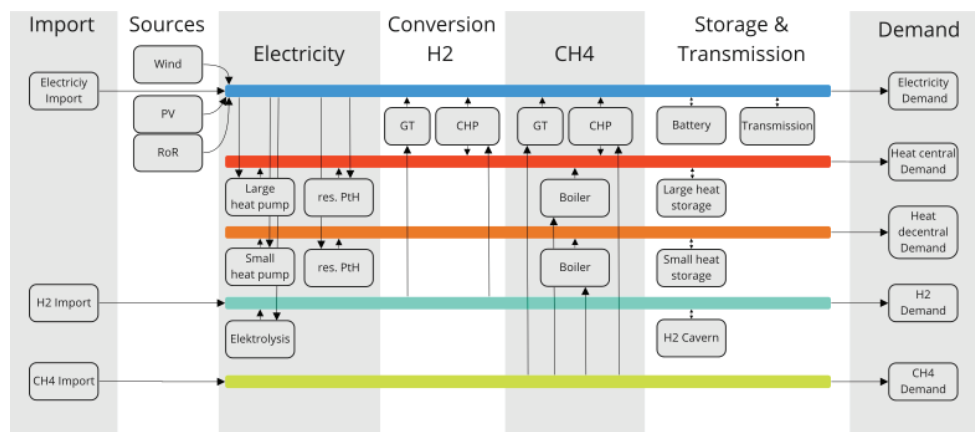 Import
Sources
Electricity
Conversion
H2
CH4
Storage &
Transmission
Demand
Wind
Electriciy
Import
PV
RoR
GT
CHP
GT
CHP
Battery
Transmission
Electricity
Demand
Large
heat pump
res. PtH
Boiler
Large heat
storage
Heat central
Demand
Small
heat pump
res. PtH
Boiler
Small heat
storage
Heat
decentral
Demand
H2 Import
Elektrolysis
H2 Cavern
H2
Demand
CH4 Import
CH4
Demand